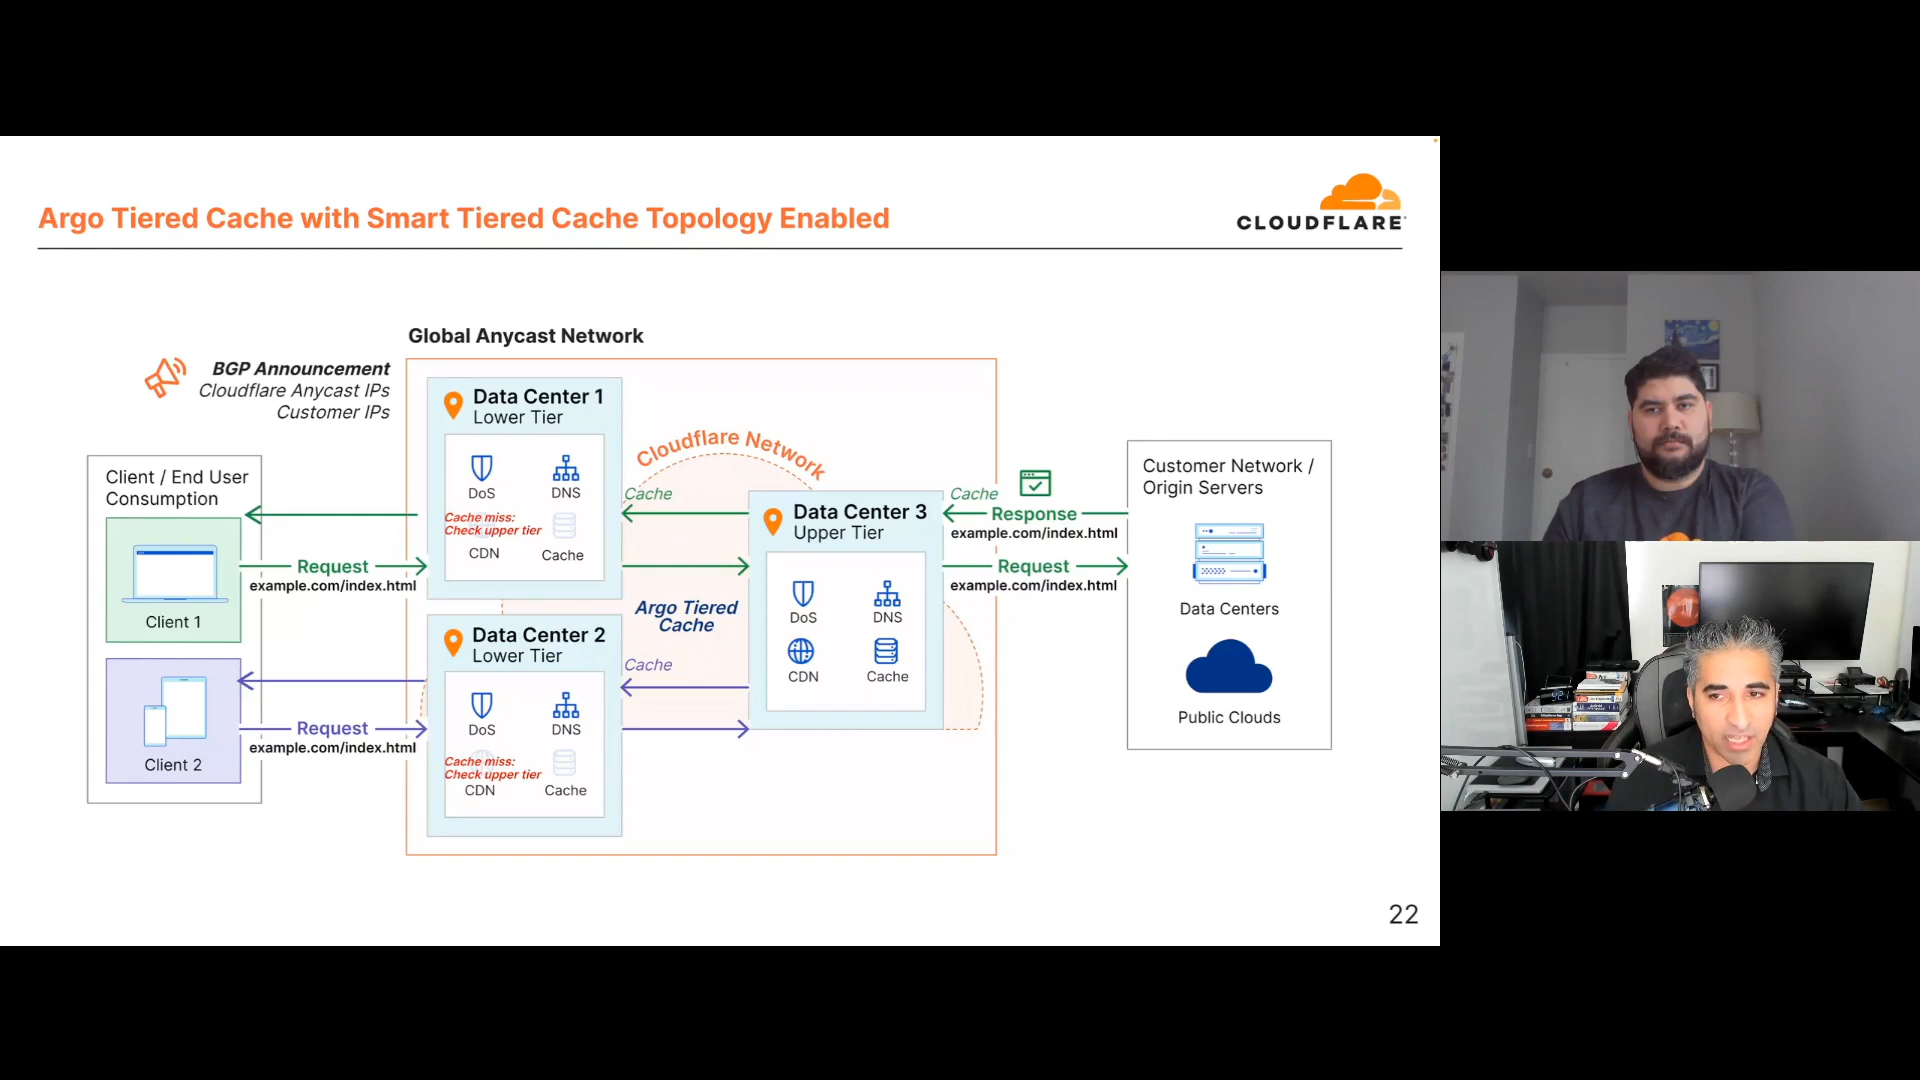 Argo Tiered Cache with Smart Tiered Cache Topology Enabled
CLOUDFLARE
Global Anycast Network
BGP Announcement
Cloudflare Anycast IPs
Customer IPs
Client / End User
Consumption
Client 1
Client 2
Request
example.com/index.html
Request
example.com/index.html
Data Center 1
Lower Tier
DoS
DNS
Cache miss:
Check upper tier
CDN
Cache
Data Center 2
Lower Tier
DoS
DNS
Cache miss:
Check upper tier
CDN
Cache
Cloudflare Network
Cache
Argo Tiered
Cache
Cache
Data Center 3
Upper Tier
DoS
DNS
CDN
Cache
Cache
Response
example.com/index.html
Request
example.com/index.html
Customer Network /
Origin Servers
Data Centers
Public Clouds
22